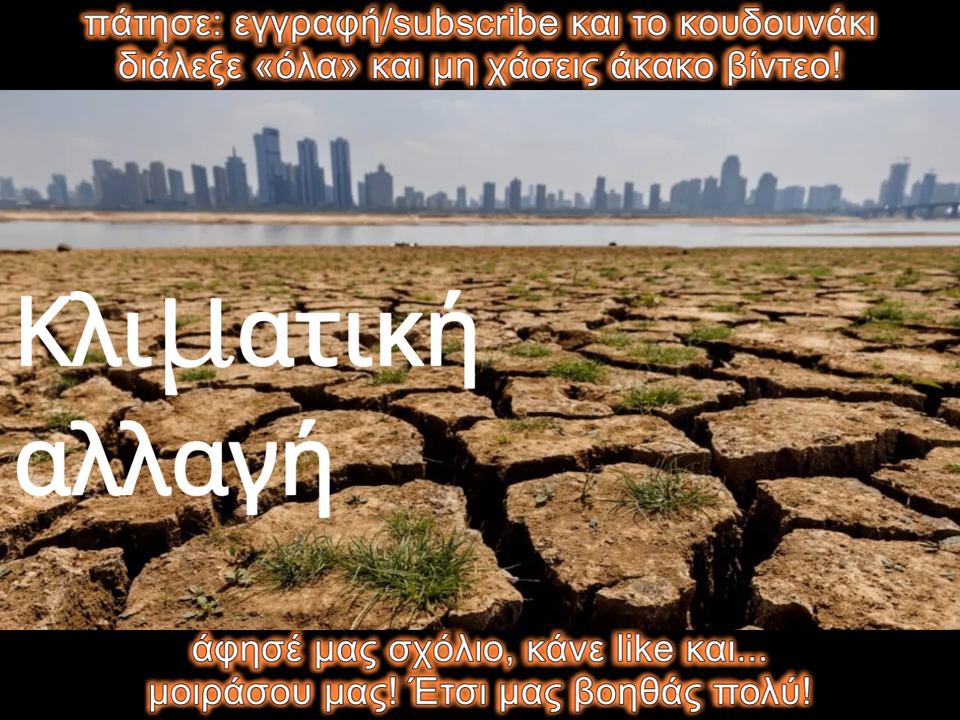 πάτησε: εγγραφή/subscribe και το κουδουνάκι
διάλεξε «όλα» και μη χάσεις άκακο βίντεο!
Κλιματική
αλλαγή
άφησέ μας σχόλιο, κάνε like και...
μοιράσου μας! Έτσι μας βοηθάς πολύ!